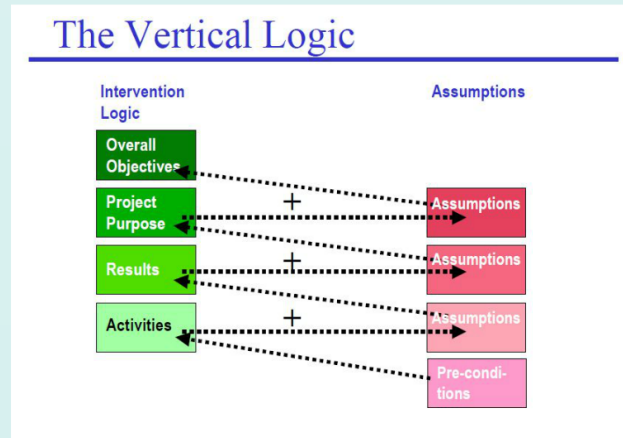 The Vertical Logic
Intervention
Logic
Assumptions
Overall
Objectives
Project
Purpose
+
Assumptions
Results
+
Assumptions
Activities
+
Assumptions
Pre-condi-
tions